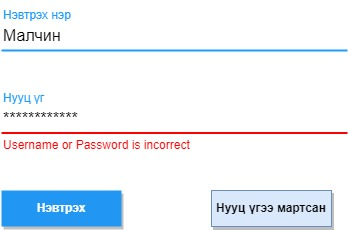 Нэвтрэх нэр
Малчин
Нууц үг
************
Username or Password is incorrect
Нэвтрэх
Нууц үгээ мартсан